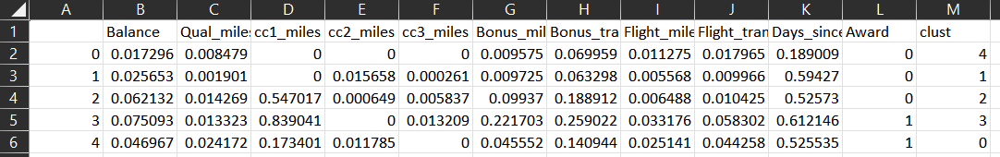 A B C D E F G H I J K L M
1 Balance Qual_miles cc1_miles cc2_miles cc3_miles Bonus_mil Bonus_tra Flight_mile Flight_tran Days_since Award clust
2 0 0.017296 0.008479 0 0 0 0.009575 0.069959 0.011275 0.017965 0.189009 0 4
3 1 0.025653 0.001901 0 0.015658 0.000261 0.009725 0.063298 0.005568 0.009966 0.59427 0 1
4 2 0.062132 0.014269 0.547017 0.000649 0.005837 0.09937 0.188912 0.006488 0.010425 0.52573 0 2
5 3 0.075093 0.013323 0.839041 0 0.013209 0.221703 0.259022 0.033176 0.058302 0.612146 1 3
6 4 0.046967 0.024172 0.173401 0.011785 0 0.045552 0.140944 0.025141 0.044258 0.525535 1 0